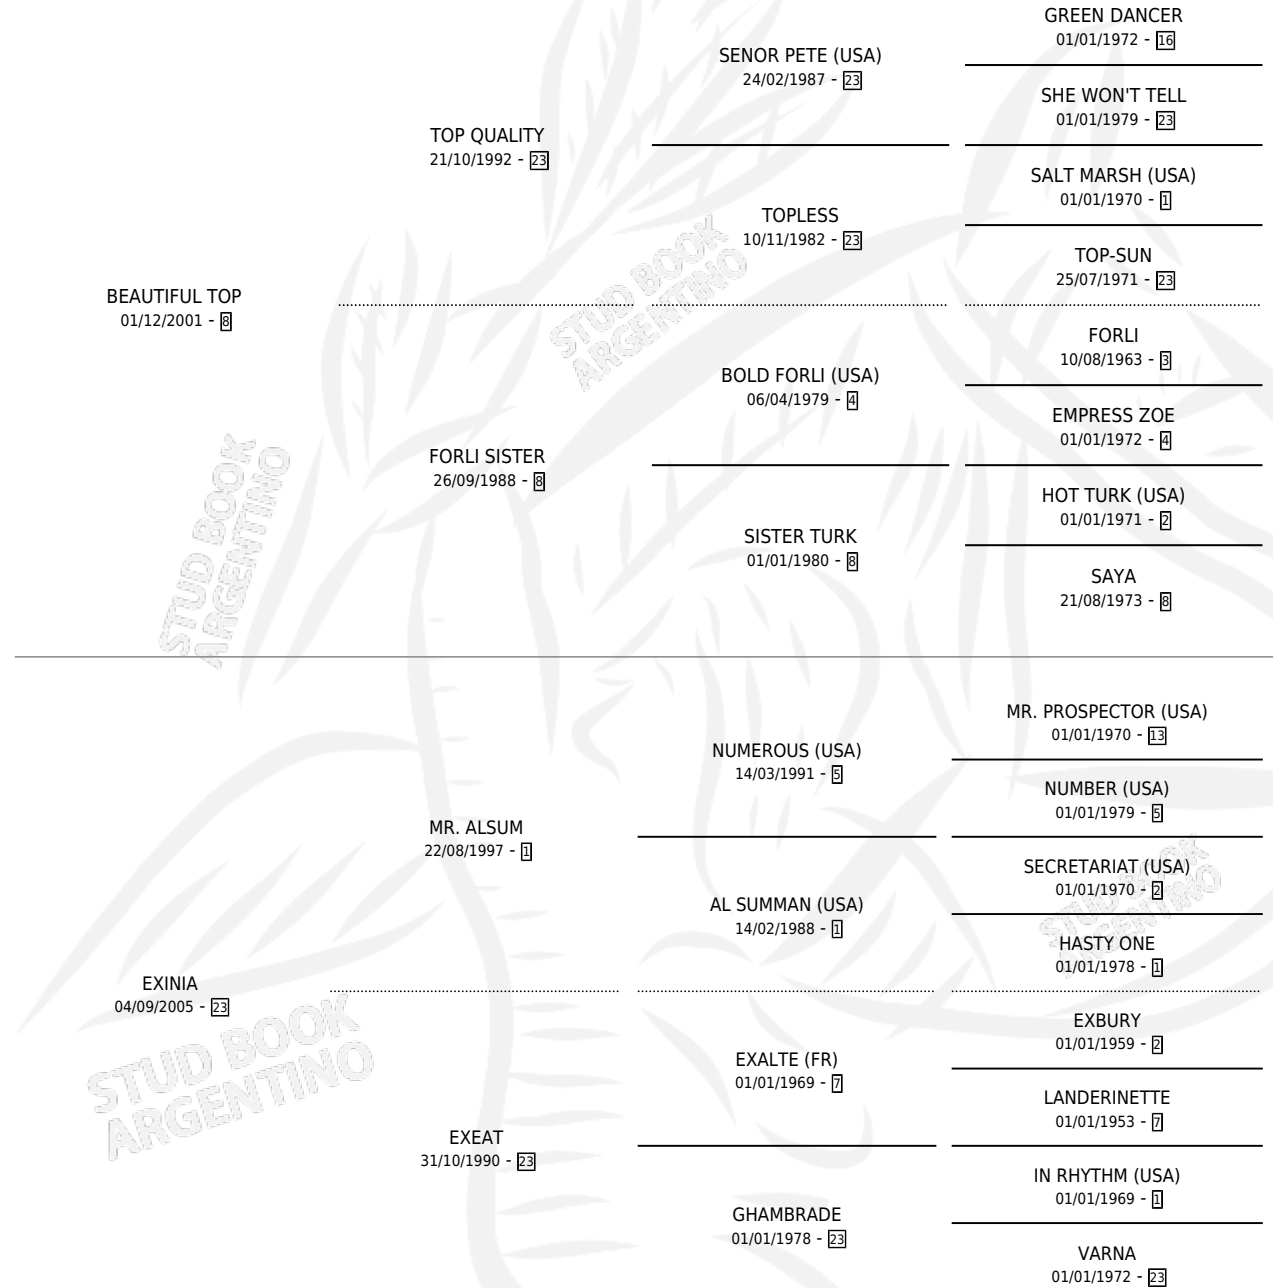 GREEN DANCER
01/01/1972 - 16
SENOR PETE (USA)
24/02/1987 - 23
SHE WON'T TELL
01/01/1979 - 23
TOP QUALITY
21/10/1992 - 23
SALT MARSH (USA)
01/01/1970 - 1
TOPLESS
10/11/1982 - 23
TOP-SUN
25/07/1971 - 23
BEAUTIFUL TOP
01/12/2001 - 8
FORLI
10/08/1963 - 3
BOLD FORLI (USA)
06/04/1979 - 4
EMPRESS ZOE
01/01/1972 - 4
FORLI SISTER
26/09/1988 - 8
HOT TURK (USA)
01/01/1971 - 2
SISTER TURK
01/01/1980 - 8
SAYA
21/08/1973 - 8
MR. PROSPECTOR (USA)
01/01/1970 - 13
NUMEROUS (USA)
14/03/1991 - 5
NUMBER (USA)
01/01/1979 - 5
MR. ALSUM
22/08/1997 - 1
SECRETARIAT (USA)
01/01/1970 - 2
AL SUMMAN (USA)
14/02/1988 - 1
HASTY ONE
01/01/1978 - 1
EXINIA
04/09/2005 - 23
EXBURY
01/01/1959 - 2
EXALTE (FR)
01/01/1969 - 7
LANDERINETTE
01/01/1953 - 7
EXEAT
31/10/1990 - 23
IN RHYTHM (USA)
01/01/1969 - 1
GHAMBRADE
01/01/1978 - 23
VARNA
01/01/1972 - 23
STUD BOOK
ARGENTINO
STUD BOOK
ARGENTINO
STUD BOOK
ARGENTINO
STUD BOOK
ARGENTINO